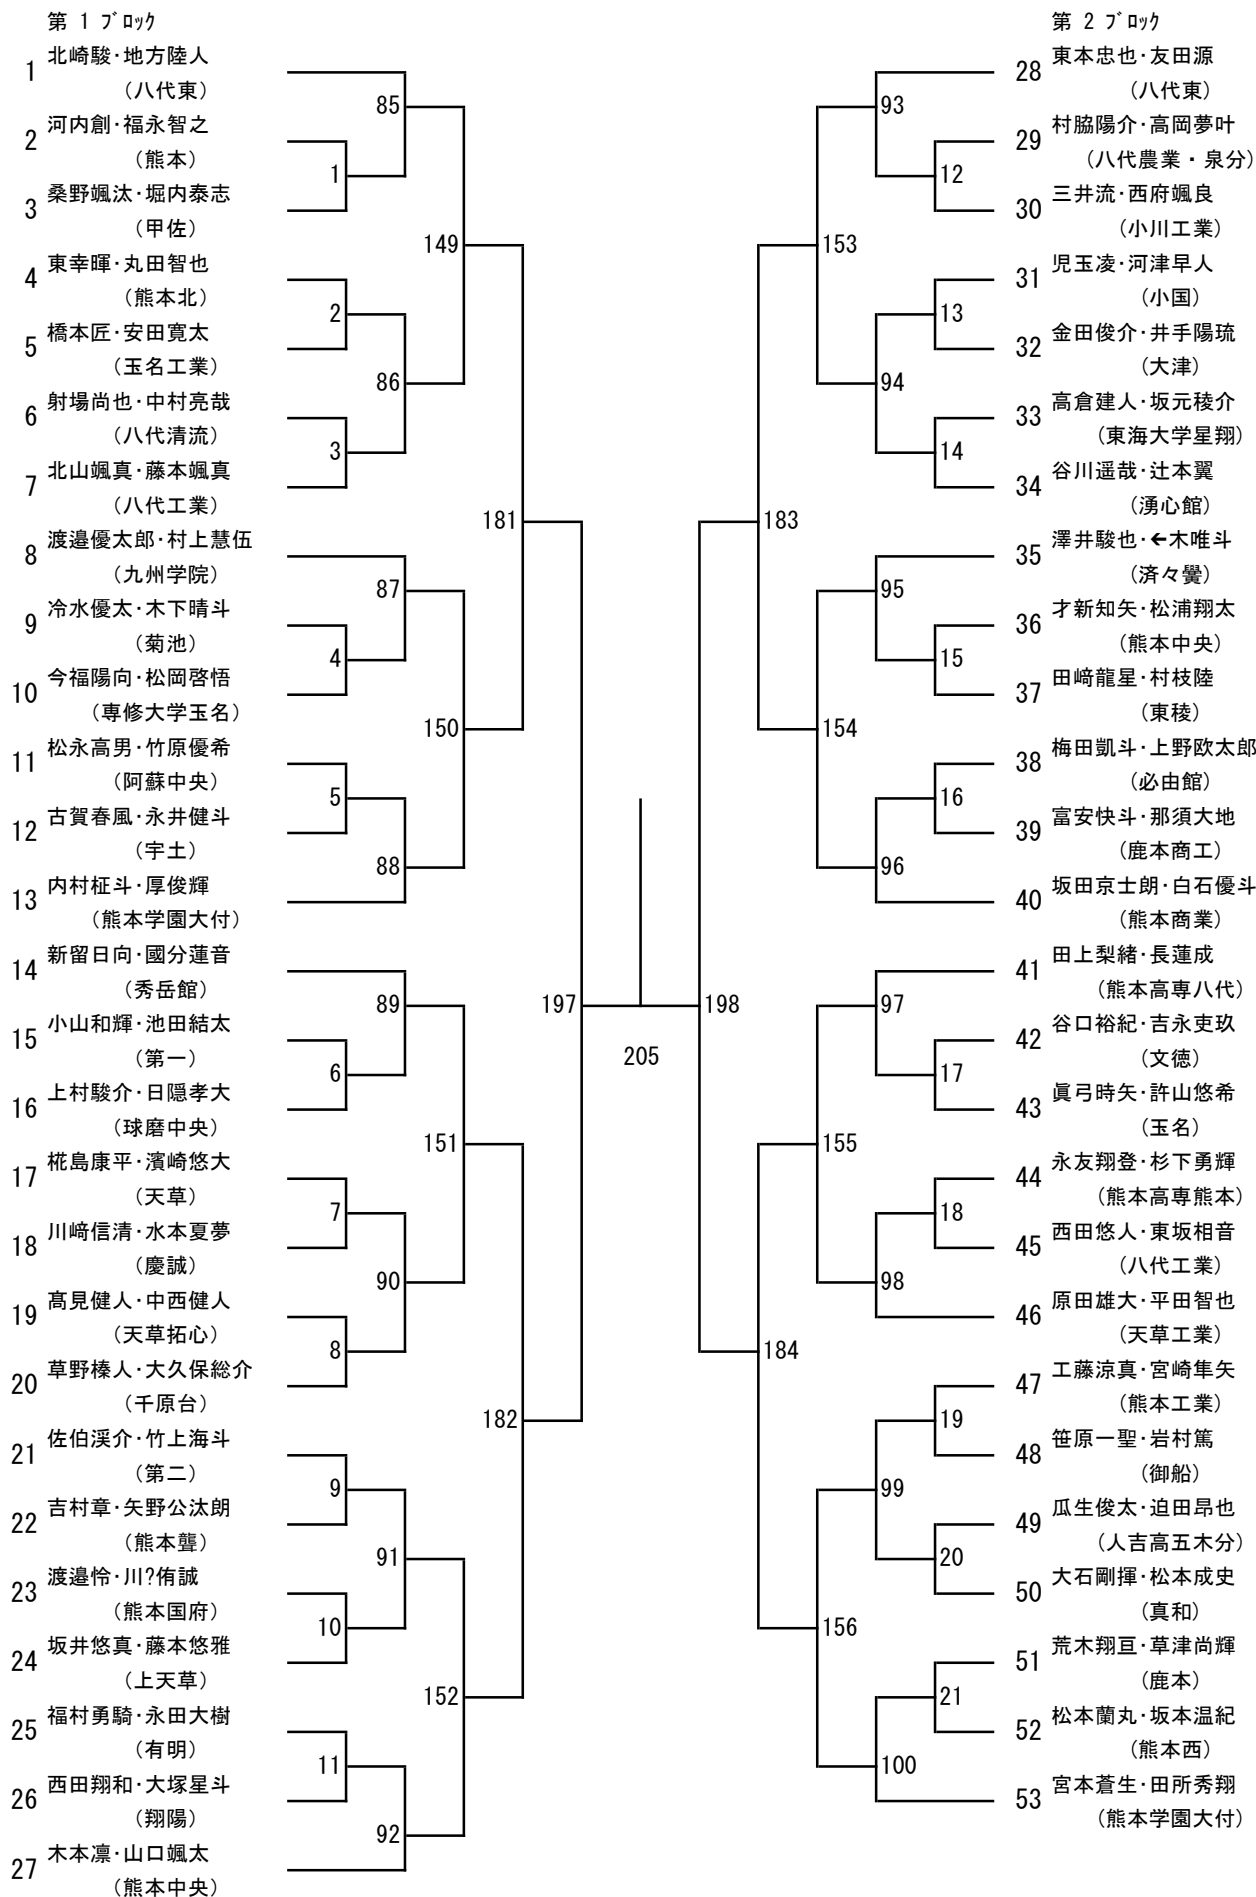 第 1 ﾌﾞﾛｯｸ
1 北崎駿･地方陸人
(八代東)
2 河内創･福永智之
(熊本)
3 桑野颯汰･堀内泰志
(甲佐)
4 東幸暉･丸田智也
(熊本北)
5 橋本匠･安田寛太
(玉名工業)
6 射場尚也･中村亮哉
(八代清流)
7 北山颯真･藤本颯真
(八代工業)
8 渡邉優太郎･村上慧伍
(九州学院)
9 冷水優太･木下晴斗
(菊池)
10 今福陽向･松岡啓悟
(専修大学玉名)
11 松永高男･竹原優希
(阿蘇中央)
12 古賀春風･永井健斗
(宇土)
13 内村柾斗･厚俊輝
(熊本学園大付)
14 新留日向･國分蓮音
(秀岳館)
15 小山和輝･池田結太
(第一)
16 上村駿介･日隠孝大
(球磨中央)
17 椛島康平･濱崎悠大
(天草)
18 川﨑信清･水本夏夢
(慶誠)
19 髙見健人･中西健人
(天草拓心)
20 草野榛人･大久保総介
(千原台)
21 佐伯渓介･竹上海斗
(第二)
22 吉村章･矢野公汰朗
(熊本聾)
23 渡邉怜･川?侑誠
(熊本国府)
24 坂井悠真･藤本悠雅
(上天草)
25 福村勇騎･永田大樹
(有明)
26 西田翔和･大塚星斗
(翔陽)
27 木本凛･山口颯太
(熊本中央)
1
2
3
4
5
6
7
8
9
10
11
85
86
87
88
89
90
91
92
149
150
151
152
181
182
197
205
198
183
184
153
154
155
156
93
94
95
96
97
98
99
100
12
13
14
15
16
17
18
19
20
21
第 2 ﾌﾞﾛｯｸ
28 東本忠也･友田源
(八代東)
29 村脇陽介･高岡夢叶
(八代農業・泉分)
30 三井流･西府颯良
(小川工業)
31 児玉凌･河津早人
(小国)
32 金田俊介･井手陽琉
(大津)
33 高倉建人･坂元稜介
(東海大学星翔)
34 谷川遥哉･辻本翼
(湧心館)
35 澤井駿也･←木唯斗
(済々黌)
36 才新知矢･松浦翔太
(熊本中央)
37 田﨑龍星･村枝陸
(東稜)
38 梅田凱斗･上野欧太郎
(必由館)
39 富安快斗･那須大地
(鹿本商工)
40 坂田京士朗･白石優斗
(熊本商業)
41 田上梨緒･長蓮成
(熊本高専八代)
42 谷口裕紀･吉永吏玖
(文徳)
43 眞弓時矢･許山悠希
(玉名)
44 永友翔登･杉下勇輝
(熊本高専熊本)
45 西田悠人･東坂相音
(八代工業)
46 原田雄大･平田智也
(天草工業)
47 工藤涼真･宮崎隼矢
(熊本工業)
48 笹原一聖･岩村篤
(御船)
49 瓜生俊太･迫田昂也
(人吉高五木分)
50 大石剛揮･松本成史
(真和)
51 荒木翔亘･草津尚輝
(鹿本)
52 松本蘭丸･坂本温紀
(熊本西)
53 宮本蒼生･田所秀翔
(熊本学園大付)